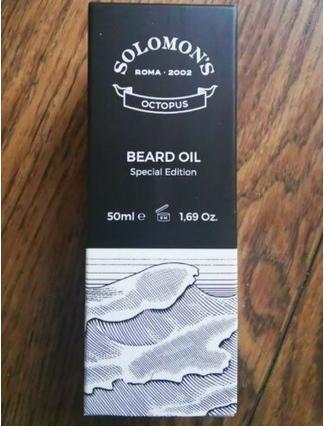 SOLOMON'S
ROMA · 2002
OCTOPUS
BEARD OIL
Special Edition
50ml ℮ 1,69 Oz.